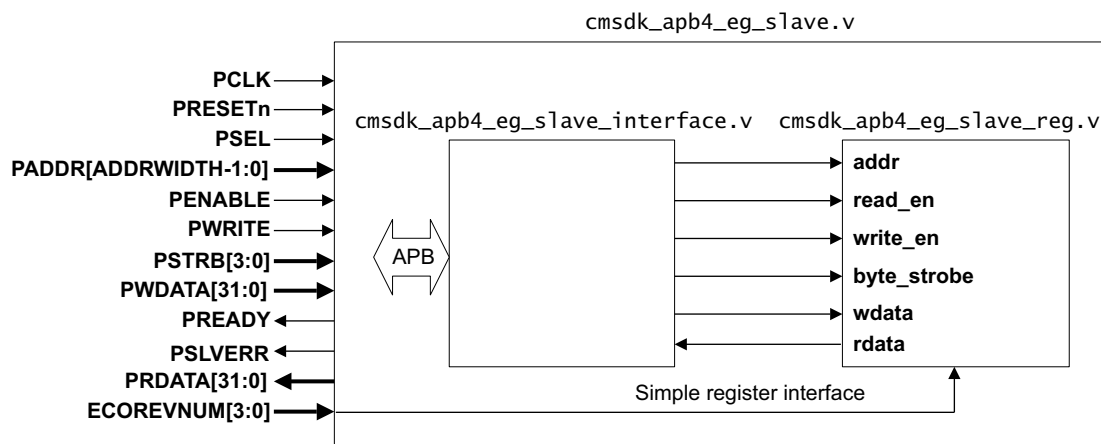 cmsdk_apb4_eg_slave.v
PCLK
PRESETn
PSEL
PADDR[ADDRWIDTH-1:0]
PENABLE
PWRITE
PSTRB[3:0]
PWDATA[31:0]
PREADY
PSLVERR
PRDATA[31:0]
ECOREVNUM[3:0]
cmsdk_apb4_eg_slave_interface.v
APB
cmsdk_apb4_eg_slave_reg.v
addr
read_en
write_en
byte_strobe
wdata
rdata
Simple register interface